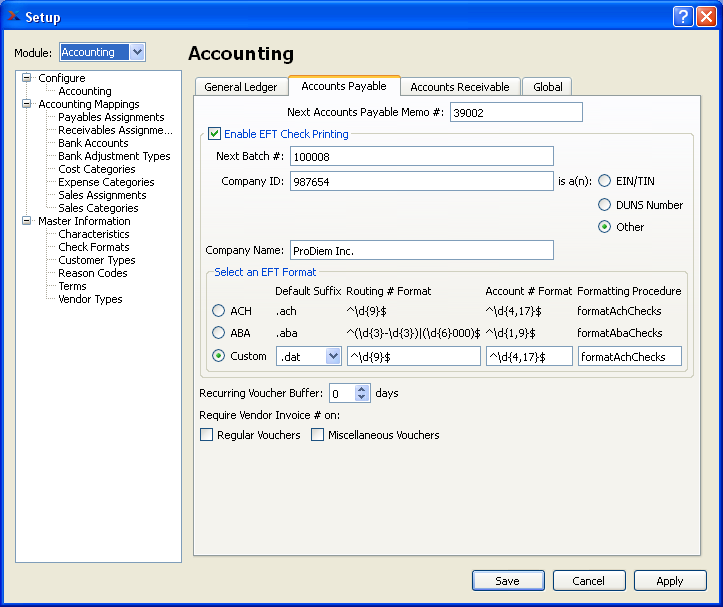 Setup
Module: Accounting
Accounting
Configure
Accounting
Accounting Mappings
Payables Assignments
Receivables Assignme...
Bank Accounts
Bank Adjustment Types
Cost Categories
Expense Categories
Sales Assignments
Sales Categories
Master Information
Characteristics
Check Formats
Customer Types
Reason Codes
Terms
Vendor Types
General Ledger Accounts Payable Accounts Receivable Global
Next Accounts Payable Memo #: 39002
Enable EFT Check Printing
Next Batch #: 100008
Company ID: 987654 is a(n): EIN/TIN
DUNS Number
Other
Company Name: ProDiem Inc.
Select an EFT Format
Default Suffix Routing # Format Account # Format Formatting Procedure
ACH .ach ^\d{9}$ ^\d{4,17}$ formatAchChecks
ABA .aba ^(\d{3}-\d{3})|(\d{6}000)$ ^\d{1,9}$ formatAbaChecks
Custom .dat ^\d{9}$ ^\d{4,17}$ formatAchChecks
Recurring Voucher Buffer: 0 days
Require Vendor Invoice # on:
Regular Vouchers Miscellaneous Vouchers
Save Cancel Apply